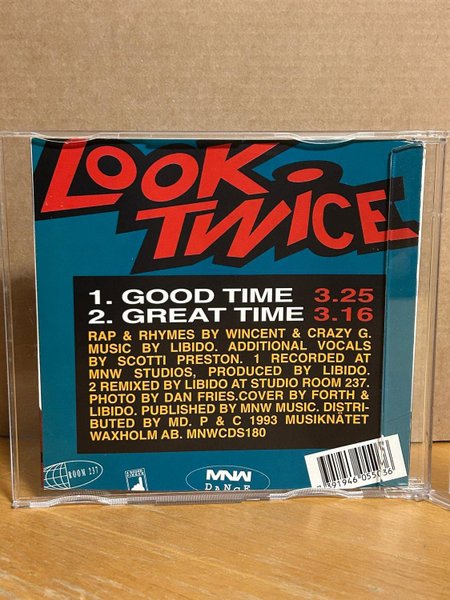 LOOK
TWICE
1. GOOD TIME 3.25
2. GREAT TIME 3.16
RAP & RHYMES BY WINCENT & CRAZY G.
MUSIC BY LIBIDO. ADDITIONAL VOCALS
BY SCOTTI PRESTON. 1 RECORDED AT
MNW STUDIOS, PRODUCED BY LIBIDO.
2 REMIXED BY LIBIDO AT STUDIO ROOM 237.
PHOTO BY DAN FRIES.COVER BY FORTH &
LIBIDO. PUBLISHED BY MNW MUSIC. DISTRI-
BUTED BY MD. P & C 1993 MUSIKNÄTET
WAXHOLM AB. MNWCDS180
ROOM 237
MNW
DANCE